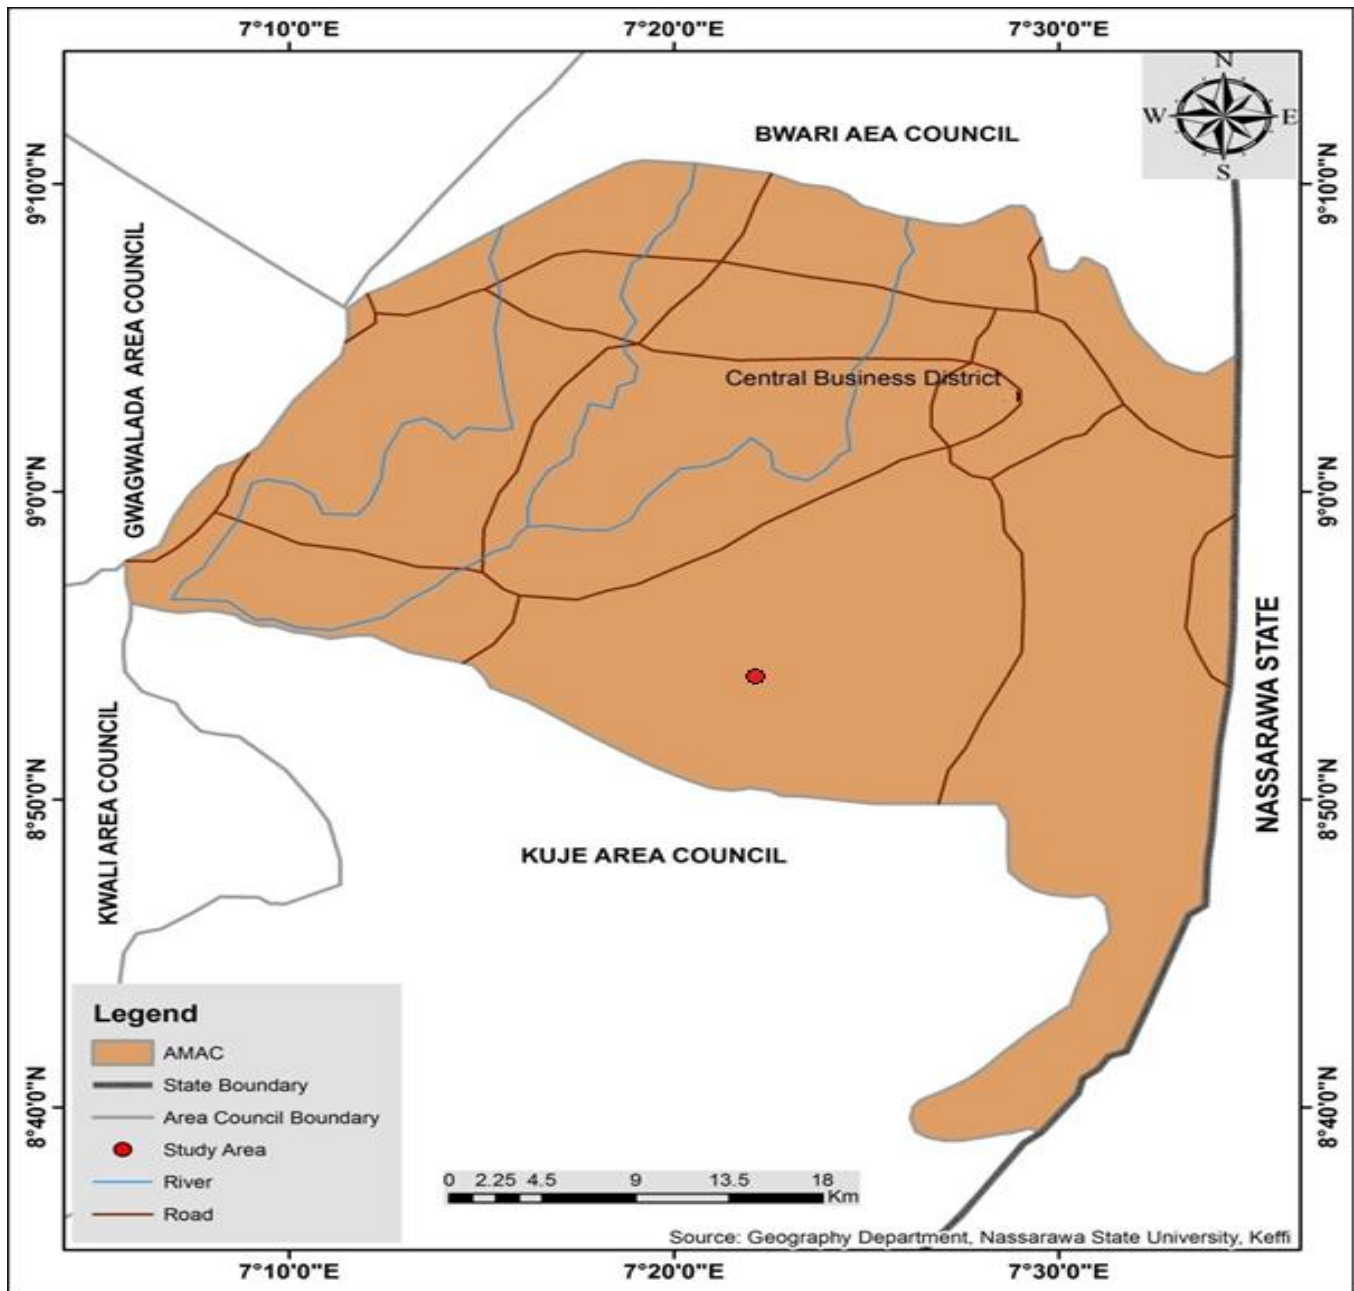 7°10'0"E 7°20'0"E 7°30'0"E
N
W E
S
BWARI AEA COUNCIL
9°10'0"N 9°10'0"N
GWAGWALADA AREA COUNCIL
Central Business District
9°0'0"N 9°0'0"N
NASSARAWA STATE
KWALI AREA COUNCIL
8°50'0"N 8°50'0"N
KUJE AREA COUNCIL
8°40'0"N 8°40'0"N
Legend
AMAC
State Boundary
Area Council Boundary
Study Area
River
Road
0 2.25 4.5 9 13.5 18
Km
Source: Geography Department, Nassarawa State University, Keffi
7°10'0"E 7°20'0"E 7°30'0"E